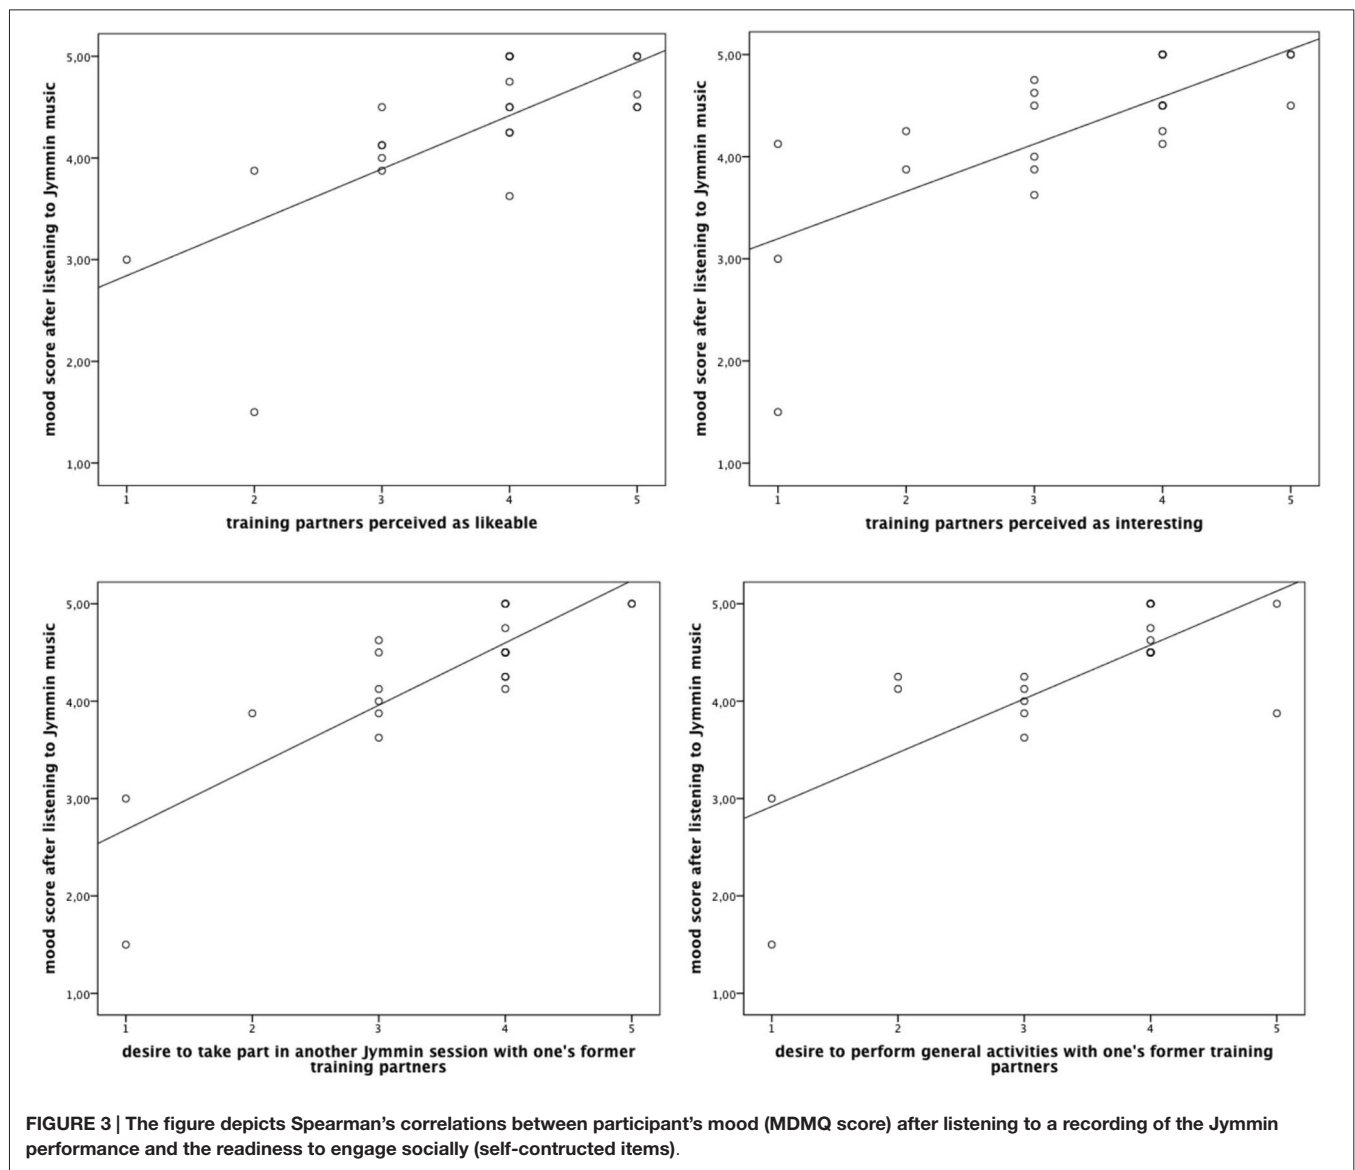 5,00
4,00
3,00
2,00
1,00
mood score after listening to Jymmin music
1 2 3 4 5
training partners perceived as likeable
5,00
4,00
3,00
2,00
1,00
mood score after listening to Jymmin music
1 2 3 4 5
training partners perceived as interesting
5,00
4,00
3,00
2,00
1,00
mood score after listening to Jymmin music
1 2 3 4 5
desire to take part in another Jymmin session with one's former
training partners
5,00
4,00
3,00
2,00
1,00
mood score after listening to Jymmin music
1 2 3 4 5
desire to perform general activities with one's former training
partners
FIGURE 3 | The figure depicts Spearman's correlations between participant's mood (MDMQ score) after listening to a recording of the Jymmin
performance and the readiness to engage socially (self-contructed items).